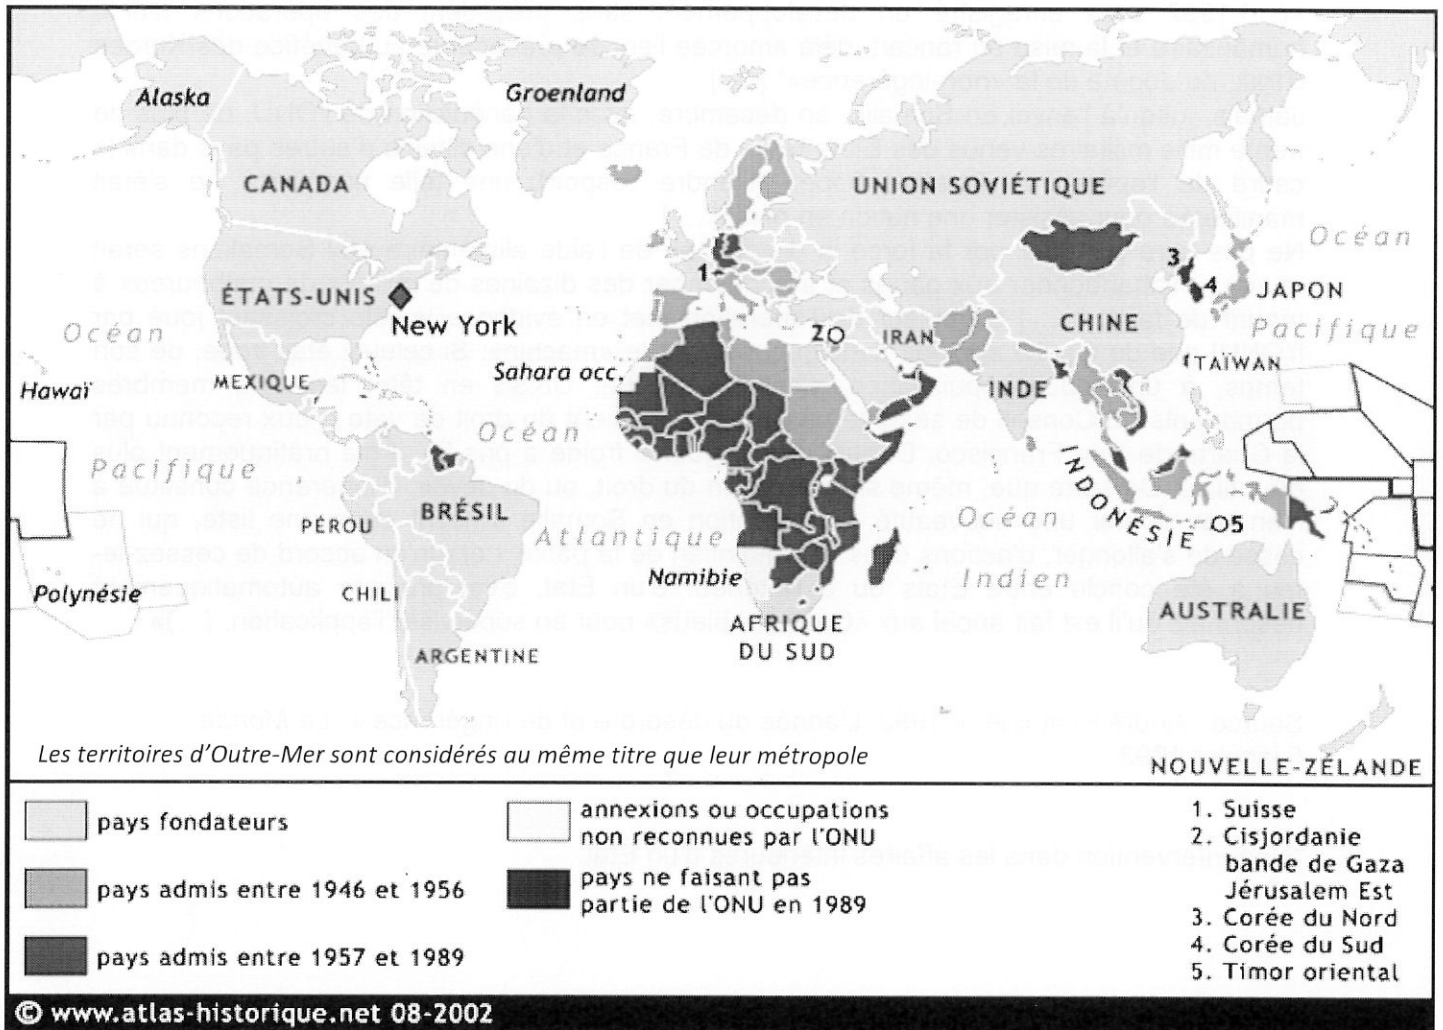 Alaska
Groenland
CANADA
UNION SOVIÉTIQUE
Océan
1
3
4
ÉTATS-UNIS
JAPON
New York
CHINE
Océan
2
IRAN
Pacifique
Sahara occ.
TAÏWAN
Hawaï
MEXIQUE
INDE
Océan
Pacifique
INDONÉSIE
PÉROU
BRÉSIL
Océan
5
Atlantique
Namibie
Indien
Polynésie
CHILI
AUSTRALIE
AFRIQUE
DU SUD
ARGENTINE
Les territoires d'Outre-Mer sont considérés au même titre que leur métropole
NOUVELLE-ZÉLANDE
pays fondateurs
pays admis entre 1946 et 1956
pays admis entre 1957 et 1989
annexions ou occupations
non reconnues par l'ONU
pays ne faisant pas
partie de l'ONU en 1989
1. Suisse
2. Cisjordanie
bande de Gaza
Jérusalem Est
3. Corée du Nord
4. Corée du Sud
5. Timor oriental
© www.atlas-historique.net 08-2002